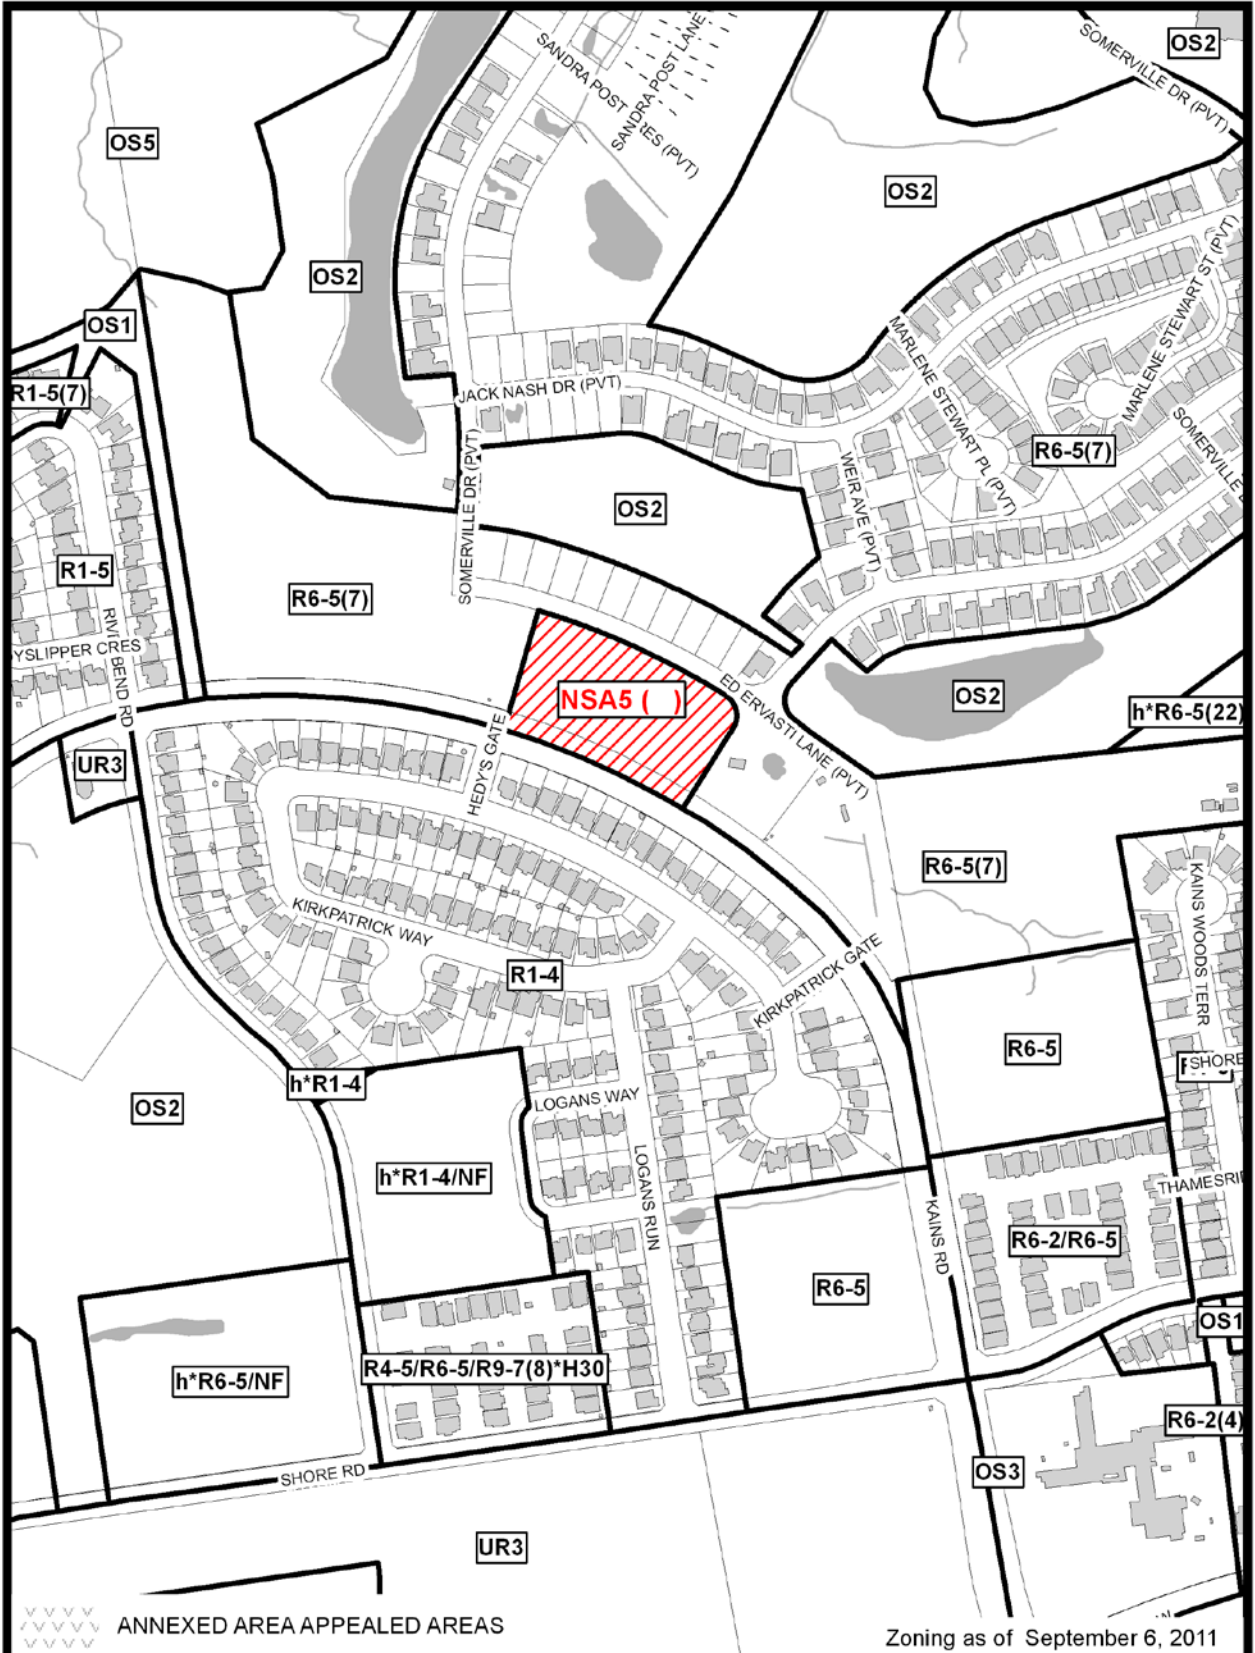 SOMERVILLE DR (PVT)
OS2
SANDRA POST LANE
SANDRA POST
RES (PVT)
OS5
OS2
OS2
OS1
R1-5(7)
MARLENE STEWART ST (PVT)
MARLENE STEWART PL (PVT)
JACK NASH DR (PVT)
SOMERVILLE
R6-5(7)
WEIR AVE (PVT)
SOMERVILLE DR (PVT)
OS2
R1-5
R6-5(7)
YSLIPPER CRES
RIVERBEND RD
NSA5 ( )
ED ERVASTI LANE (PVT)
OS2
h*R6-5(22)
UR3
HEDY'S GATE
R6-5(7)
KAINS WOODS TERR
KIRKPATRICK WAY
R1-4
KIRKPATRICK GATE
R6-5
SHORE
h*R1-4
OS2
LOGANS WAY
h*R1-4/NF
LOGANS RUN
THAMESRI
KAINS RD
R6-2/R6-5
R6-5
OS1
h*R6-5/NF
R4-5/R6-5/R9-7(8)*H30
R6-2(4)
SHORE RD
OS3
UR3
ANNEXED AREA APPEALED AREAS
Zoning as of September 6, 2011